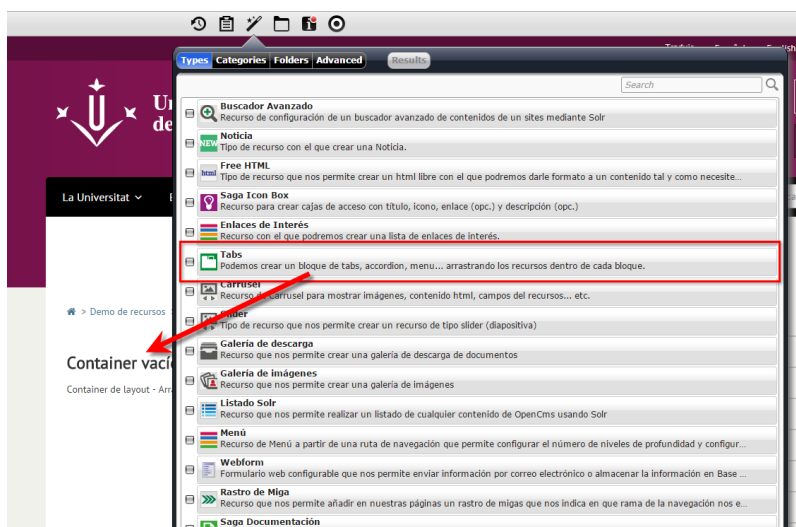 Types Categories Folders Advanced Results
Search
Buscador Avanzado
Recurso de configuración de un buscador avanzado de contenidos de un sites mediante Solr
NEW
Noticia
Tipo de recurso con el que crear una Noticia.
html
Free HTML
Tipo de recurso que nos permite crear un html libre con el que podremos darle formato a un contenido tal y como necesite...
Saga Icon Box
Recurso para crear cajas de acceso con título, icono, enlace (opc.) y descripción (opc.)
La Universitat
Enlaces de Interés
Recurso con el que podremos crear una lista de enlaces de interés.
Tabs
Podemos crear un bloque de tabs, accordion, menu... arrastrando los recursos dentro de cada bloque.
Carrusel
Recurso de Carrusel para mostrar imágenes, contenido html, campos del recursos... etc.
> Demo de recursos
Slider
Tipo de recurso que nos permite crear un recurso de tipo slider (diapositiva)
Galería de descarga
Recurso que nos permite crear una galería de descarga de documentos
Container vací
Galería de imágenes
Recurso que nos permite crear una galería de imágenes
Container de layout - Arra
Listado Solr
Recurso que nos permite realizar un listado de cualquier contenido de OpenCms usando Solr
Menú
Recurso de Menú a partir de una ruta de navegación que permite configurar el número de niveles de profundidad y configur...
Webform
Formulario web configurable que nos permite enviar información por correo electrónico o almacenar la información en Base ...
Rastro de Miga
Recurso que nos permite añadir en nuestras páginas un rastro de migas que nos indica en que rama de la navegación nos e...
Saga Documentación